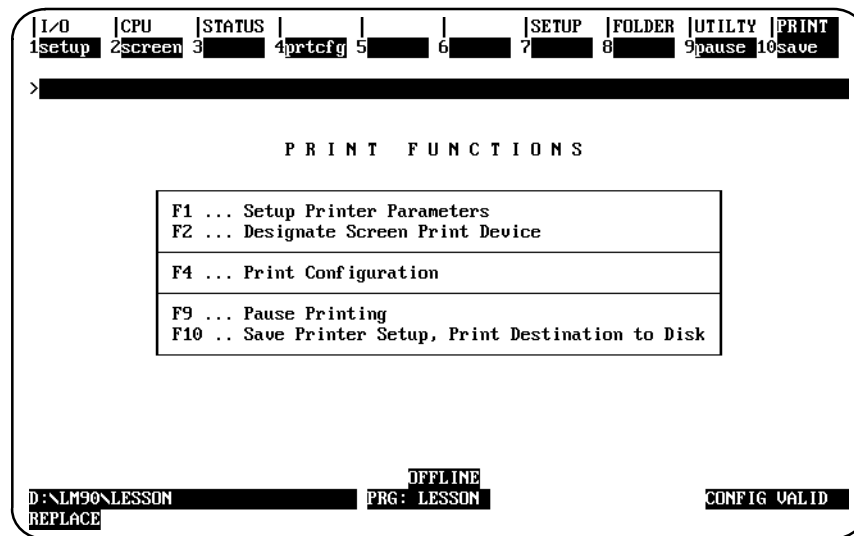 |I/O |CPU |STATUS | | |SETUP |FOLDER |UTILTY |PRINT
1setup 2screen 3 4prtcfg 5 6 7 8 9pause 10save
>
P R I N T F U N C T I O N S
F1 ... Setup Printer Parameters
F2 ... Designate Screen Print Device
F4 ... Print Configuration
F9 ... Pause Printing
F10 .. Save Printer Setup, Print Destination to Disk
OFFLINE
D:\LM90\LESSON PRG: LESSON CONFIG VALID
REPLACE